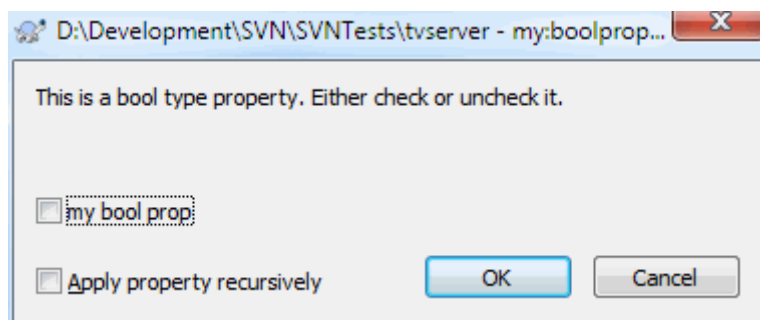 D:\Development\SVN\SVNTests\tvserver - my:boolprop...
This is a bool type property. Either check or uncheck it.
my bool prop
Apply property recursively
OK
Cancel